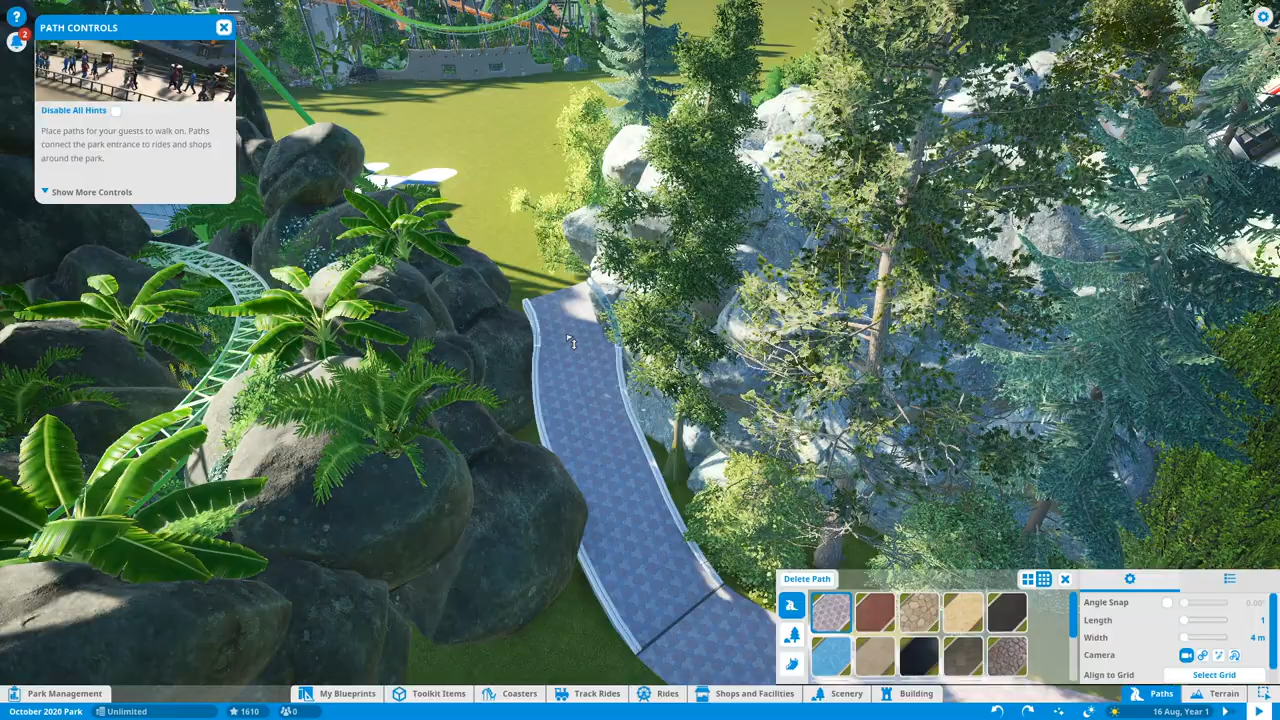 ?
PATH CONTROLS
2
Disable All Hints
Place paths for your guests to walk on. Paths
connect the park entrance to rides and shops
around the park.
Show More Controls
Delete Path
Angle Snap 0.00°
Length 1
Width 4 m
Camera
Align to Grid Select Grid
Park Management My Blueprints Toolkit Items Coasters Track Rides Rides Shops and Facilities Scenery Building Paths Terrain
October 2020 Park Unlimited 1610 0 16 Aug, Year 1